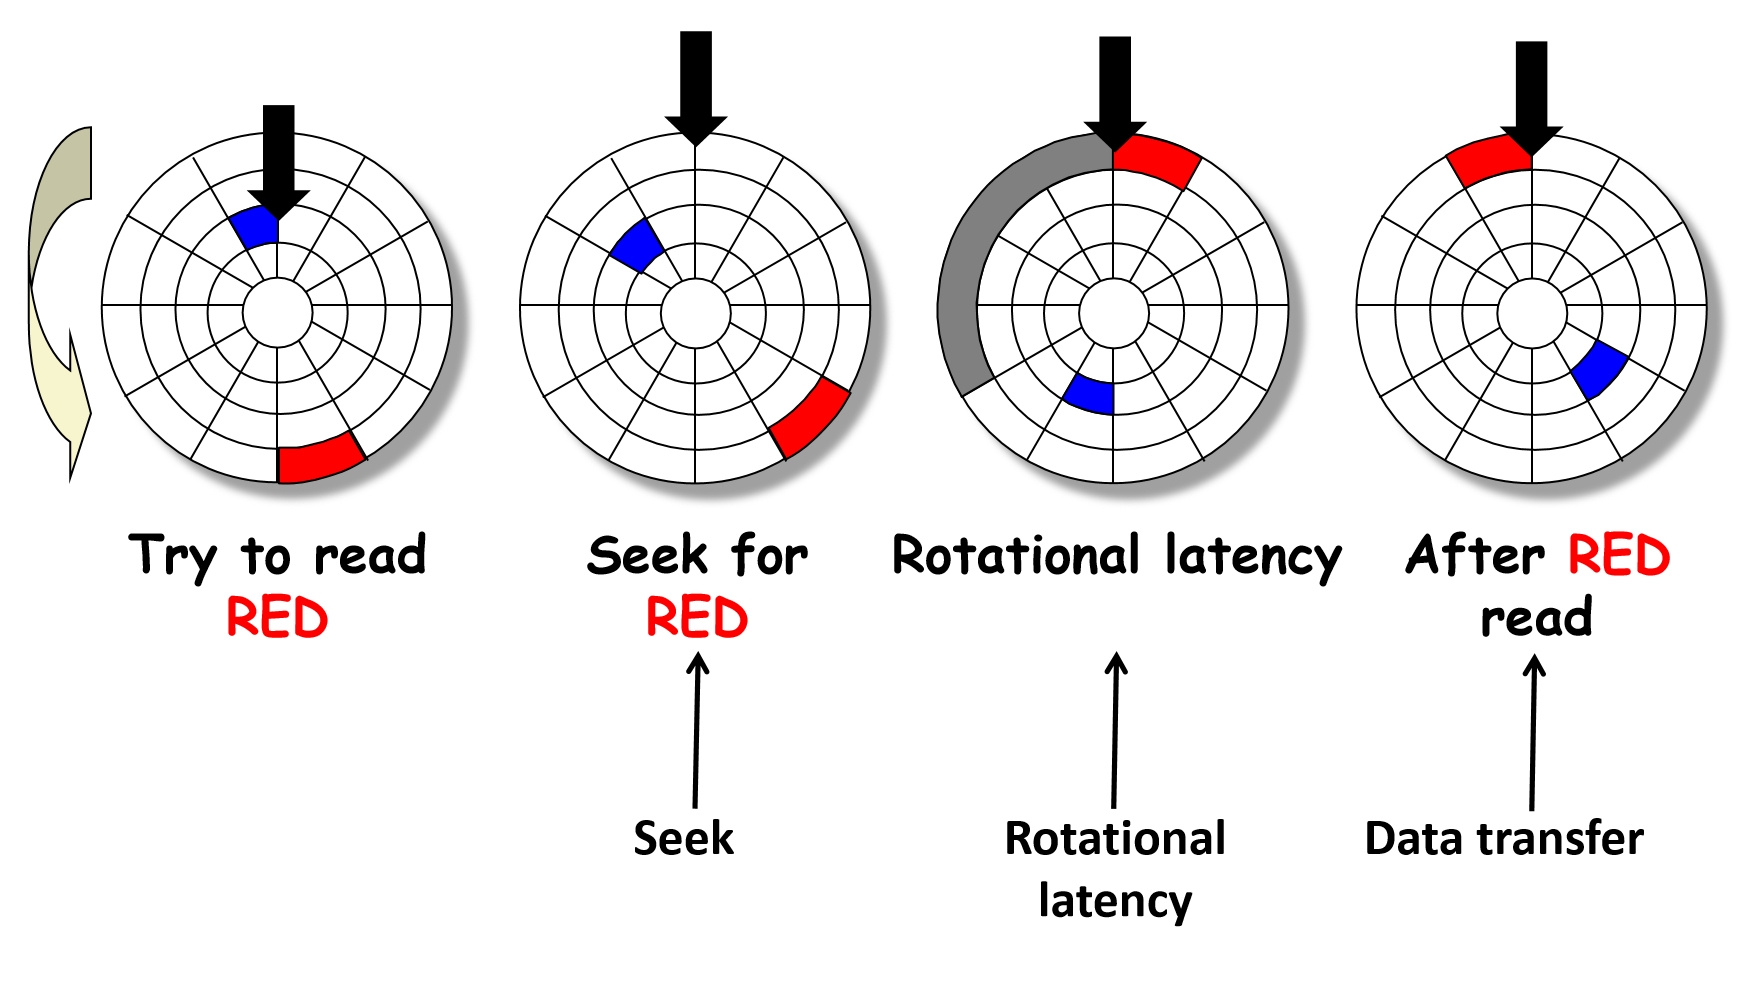 Try to read
RED
Seek for
RED
Rotational latency
After RED
read
Seek
Rotational
latency
Data transfer